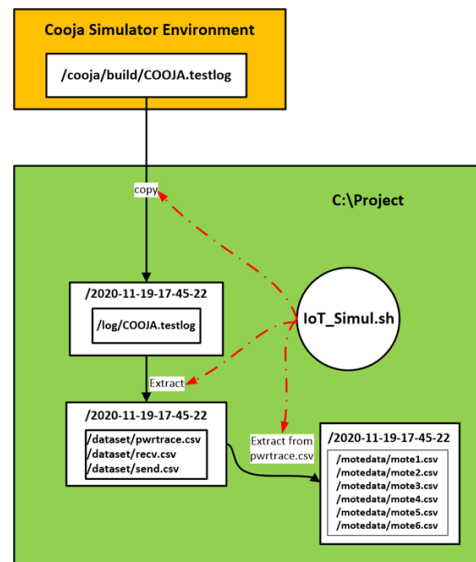 Cooja Simulator Environment
/cooja/build/COOJA.testlog
copy
C:\Project
/2020-11-19-17-45-22
/log/COOJA.testlog
IoT_Simul.sh
Extract
/2020-11-19-17-45-22
/dataset/pwrtrace.csv
/dataset/recv.csv
/dataset/send.csv
Extract from
pwrtrace.csv
/2020-11-19-17-45-22
/motedata/mote1.csv
/motedata/mote2.csv
/motedata/mote3.csv
/motedata/mote4.csv
/motedata/mote5.csv
/motedata/mote6.csv